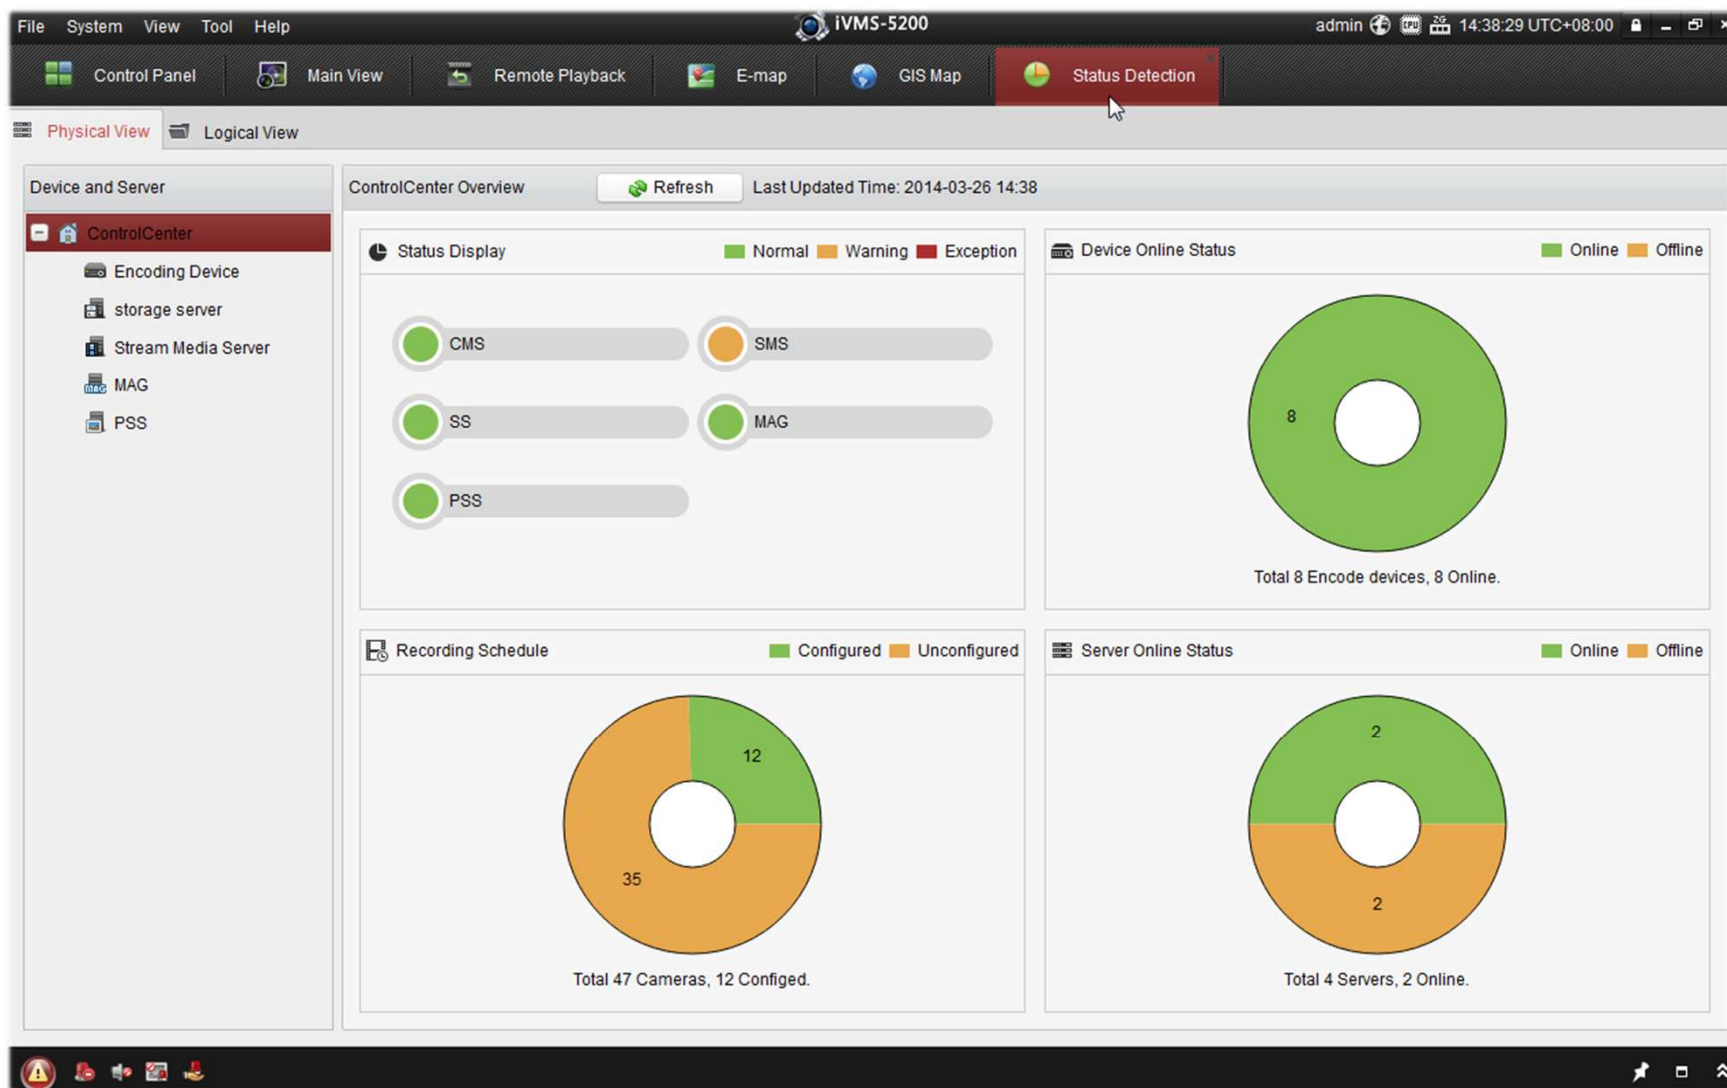 File System View Tool Help iVMS-5200 admin CPU 2G 14:38:29 UTC+08:00
Control Panel Main View Remote Playback E-map GIS Map Status Detection
Physical View Logical View
Device and Server
ControlCenter
Encoding Device
storage server
Stream Media Server
MAG MAG
PSS
ControlCenter Overview Refresh Last Updated Time: 2014-03-26 14:38
Status Display Normal Warning Exception
CMS SMS
SS MAG
PSS
Device Online Status Online Offline
8
Total 8 Encode devices, 8 Online.
Recording Schedule Configured Unconfigured
12
35
Total 47 Cameras, 12 Configed.
Server Online Status Online Offline
2
2
Total 4 Servers, 2 Online.